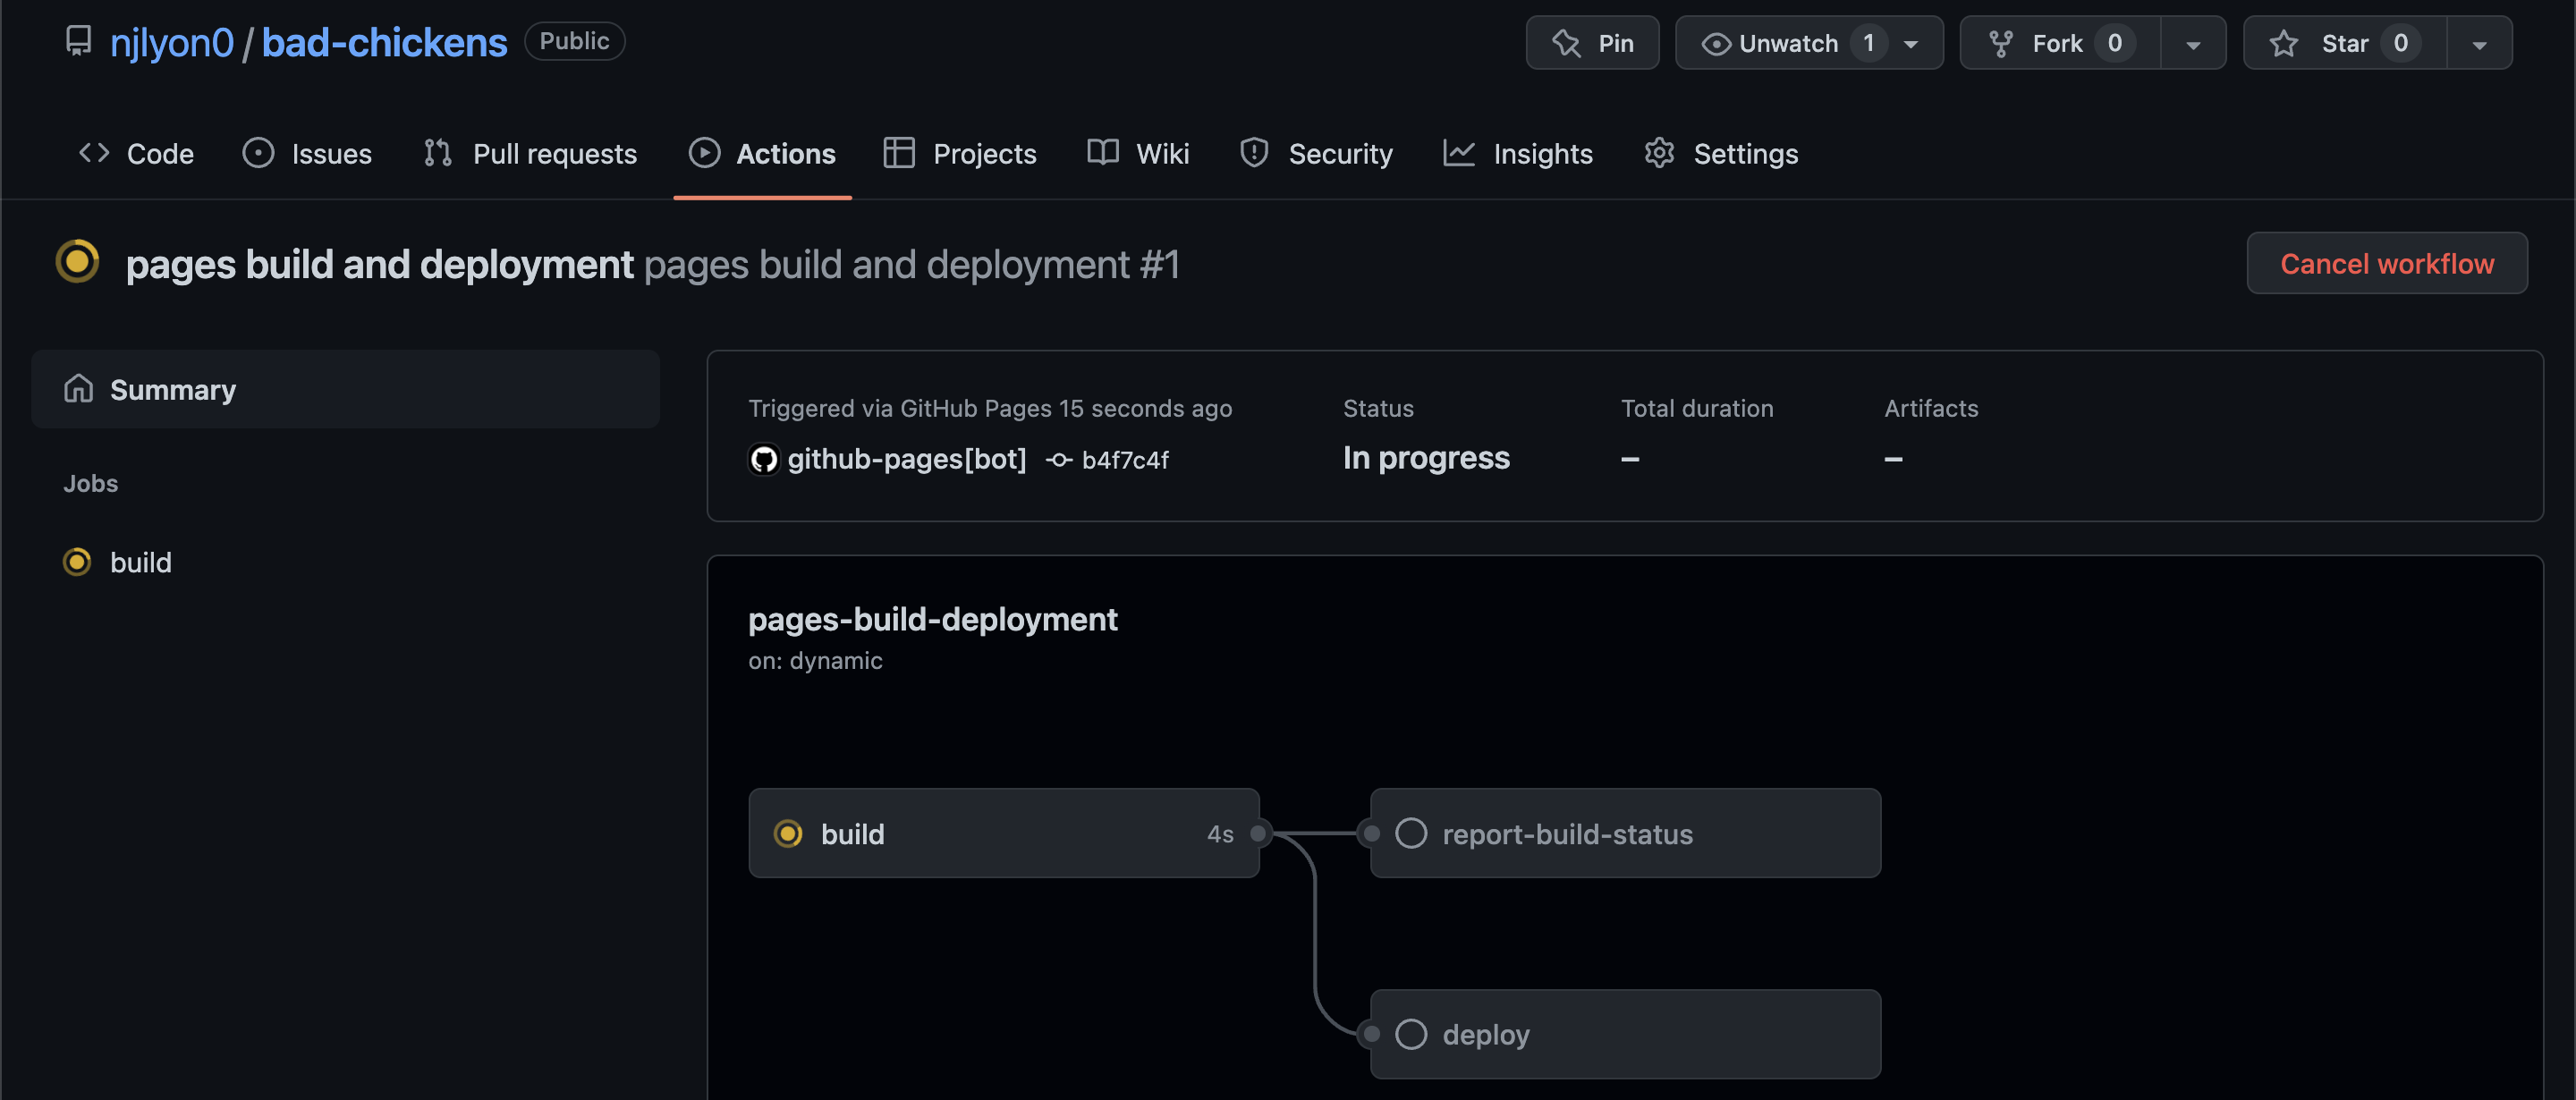 njlyon0 / bad-chickens Public Pin Unwatch 1 Fork 0 Star 0
Code Issues Pull requests Actions Projects Wiki Security Insights Settings
pages build and deployment pages build and deployment #1 Cancel workflow
Summary
Jobs
build
Triggered via GitHub Pages 15 seconds ago Status Total duration Artifacts
github-pages[bot] b4f7c4f In progress – –
pages-build-deployment
on: dynamic
build 4s report-build-status
deploy